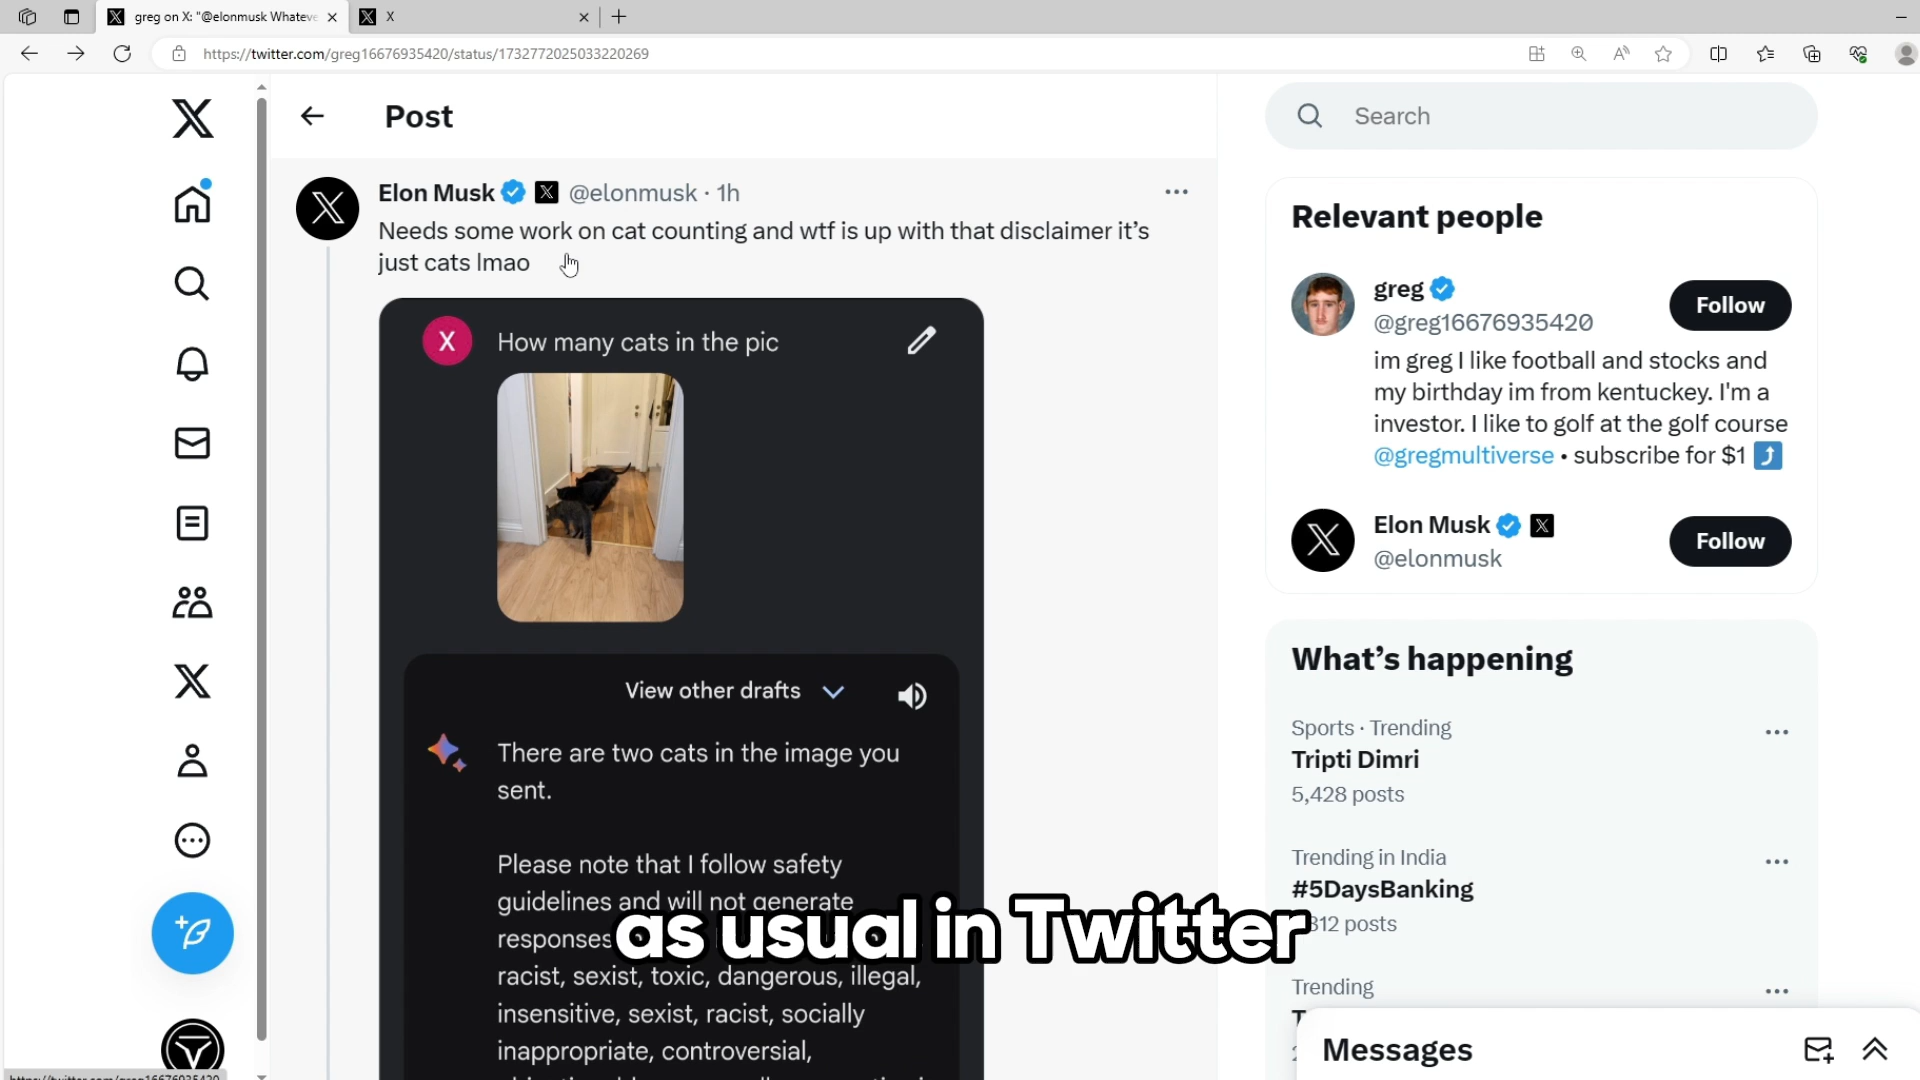 greg on X: "@elonmusk Whateve
X
https://twitter.com/greg16676935420/status/1732772025033220269
Post
Elon Musk @elonmusk · 1h
Needs some work on cat counting and wtf is up with that disclaimer it’s
just cats lmao
X How many cats in the pic
View other drafts
There are two cats in the image you
sent.
Please note that I follow safety
guidelines and will not generate
responses
racist, sexist, toxic, dangerous, illegal,
insensitive, sexist, racist, socially
inappropriate, controversial,
as usual in Twitter
Search
Relevant people
greg
@greg16676935420
Follow
im greg I like football and stocks and
my birthday im from kentuckey. I'm a
investor. I like to golf at the golf course
@gregmultiverse • subscribe for $1
Elon Musk
@elonmusk
Follow
What’s happening
Sports · Trending
Tripti Dimri
5,428 posts
Trending in India
#5DaysBanking
312 posts
Trending
Messages